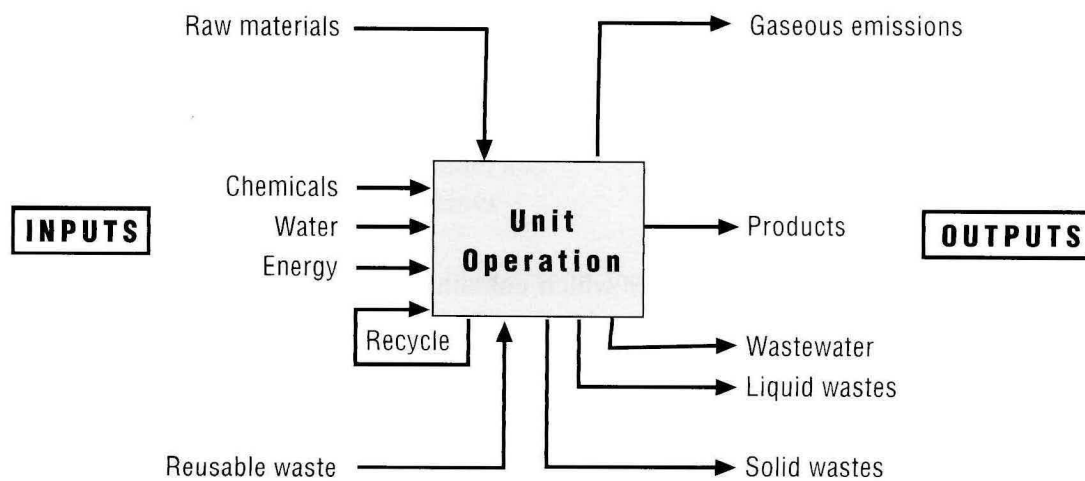 Raw materials
Gaseous emissions
Chemicals
INPUTS
Water
Energy
Recycle
Reusable waste
Unit
Operation
Products
OUTPUTS
Wastewater
Liquid wastes
Solid wastes